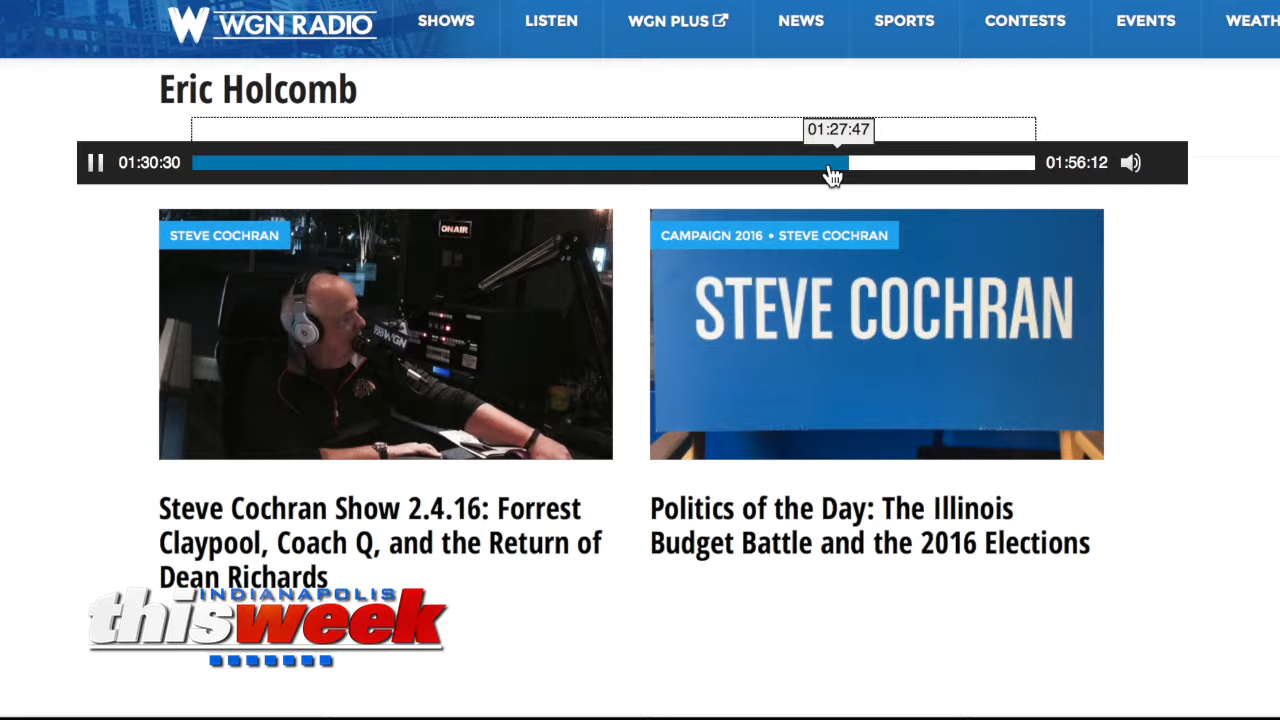 WGN RADIO
SHOWS
LISTEN
WGN PLUS
NEWS
SPORTS
CONTESTS
EVENTS
WEATH
Eric Holcomb
01:27:47
01:30:30
01:56:12
STEVE COCHRAN
ON AIR
WGN
CAMPAIGN 2016 • STEVE COCHRAN
STEVE COCHRAN
Steve Cochran Show 2.4.16: Forrest
Claypool, Coach Q, and the Return of
Dean Richards
Politics of the Day: The Illinois
Budget Battle and the 2016 Elections
INDIANAPOLIS
thisweek